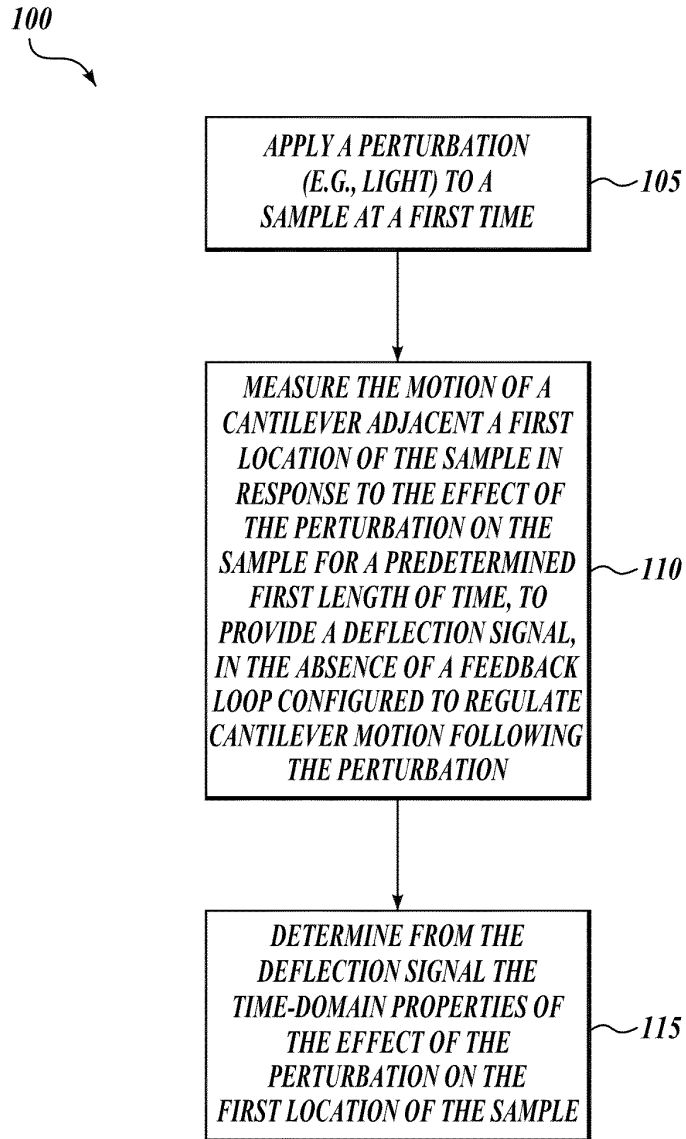 100
APPLY A PERTURBATION
(E.G., LIGHT) TO A
SAMPLE AT A FIRST TIME
105
MEASURE THE MOTION OF A
CANTILEVER ADJACENT A FIRST
LOCATION OF THE SAMPLE IN
RESPONSE TO THE EFFECT OF
THE PERTURBATION ON THE
SAMPLE FOR A PREDETERMINED
FIRST LENGTH OF TIME, TO
PROVIDE A DEFLECTION SIGNAL,
IN THE ABSENCE OF A FEEDBACK
LOOP CONFIGURED TO REGULATE
CANTILEVER MOTION FOLLOWING
THE PERTURBATION
110
DETERMINE FROM THE
DEFLECTION SIGNAL THE
TIME-DOMAIN PROPERTIES OF
THE EFFECT OF THE
PERTURBATION ON THE
FIRST LOCATION OF THE SAMPLE
115